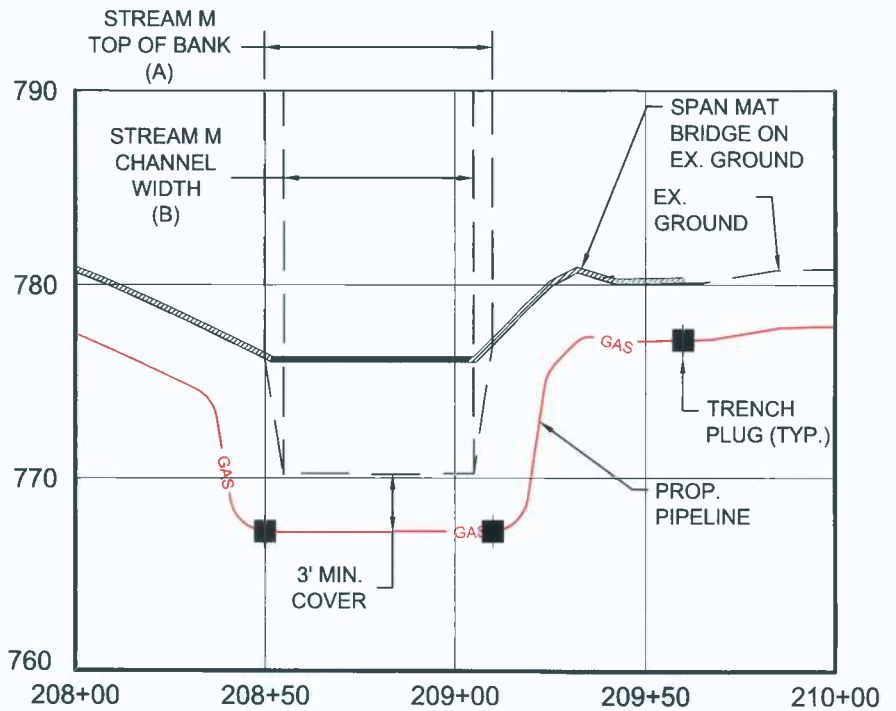 STREAM M
TOP OF BANK
(A)
790
STREAM M
CHANNEL
WIDTH
(B)
SPAN MAT
BRIDGE ON
EX. GROUND
EX.
GROUND
780
GAS
TRENCH
PLUG (TYP.)
770
GAS
PROP.
PIPELINE
GAS
3' MIN.
COVER
760
208+00
208+50
209+00
209+50
210+00